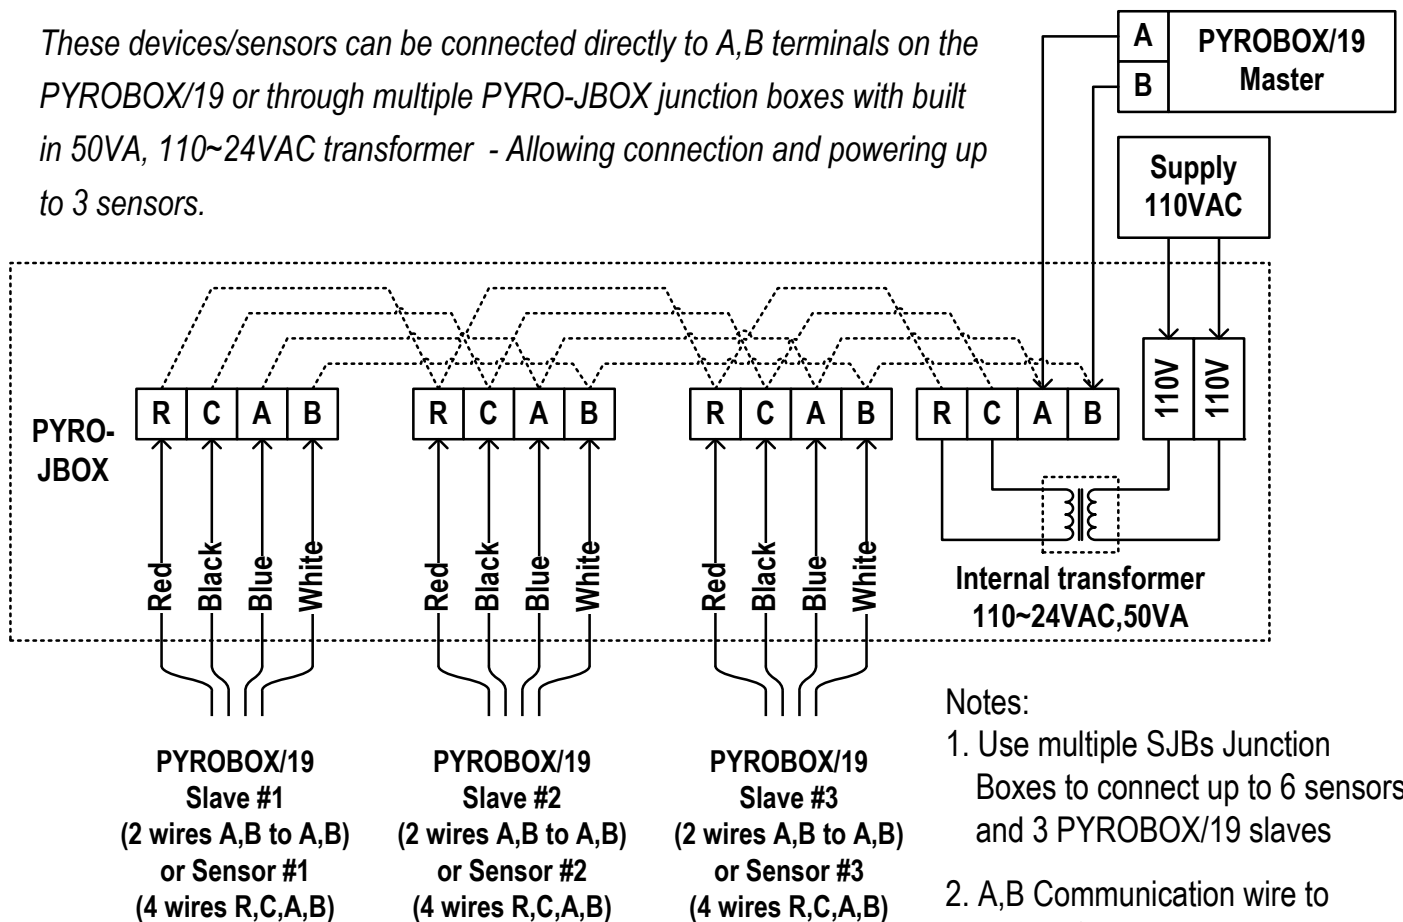 These devices/sensors can be connected directly to A,B terminals on the
PYROBOX/19 or through multiple PYRO-JBOX junction boxes with built
in 50VA, 110~24VAC transformer - Allowing connection and powering up
to 3 sensors.
A
B
PYROBOX/19
Master
Supply
110VAC
PYRO-
JBOX
R C A B
R C A B
R C A B
R C A B
110V 110V
Red Black Blue White
Red Black Blue White
Red Black Blue White
Internal transformer
110~24VAC,50VA
PYROBOX/19
Slave #1
(2 wires A,B to A,B)
or Sensor #1
(4 wires R,C,A,B)
PYROBOX/19
Slave #2
(2 wires A,B to A,B)
or Sensor #2
(4 wires R,C,A,B)
PYROBOX/19
Slave #3
(2 wires A,B to A,B)
or Sensor #3
(4 wires R,C,A,B)
Notes:
1. Use multiple SJBs Junction
Boxes to connect up to 6 sensors
and 3 PYROBOX/19 slaves
2. A,B Communication wire to